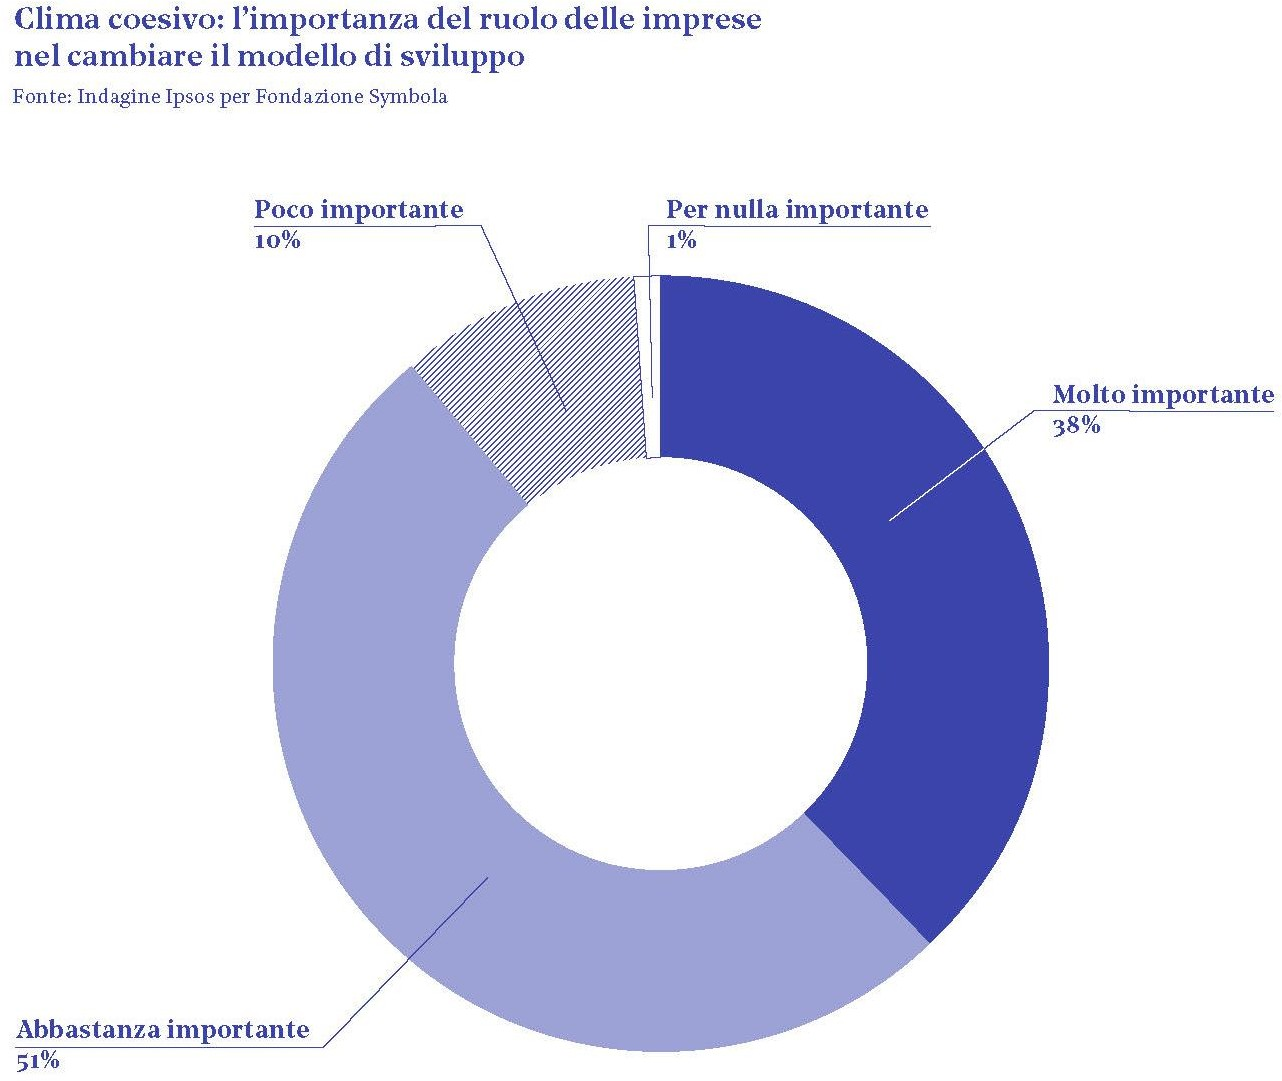 Clima coesivo: l’importanza del ruolo delle imprese
nel cambiare il modello di sviluppo
Fonte: Indagine Ipsos per Fondazione Symbola
Poco importante
10%
Per nulla importante
1%
Molto importante
38%
Abbastanza importante
51%